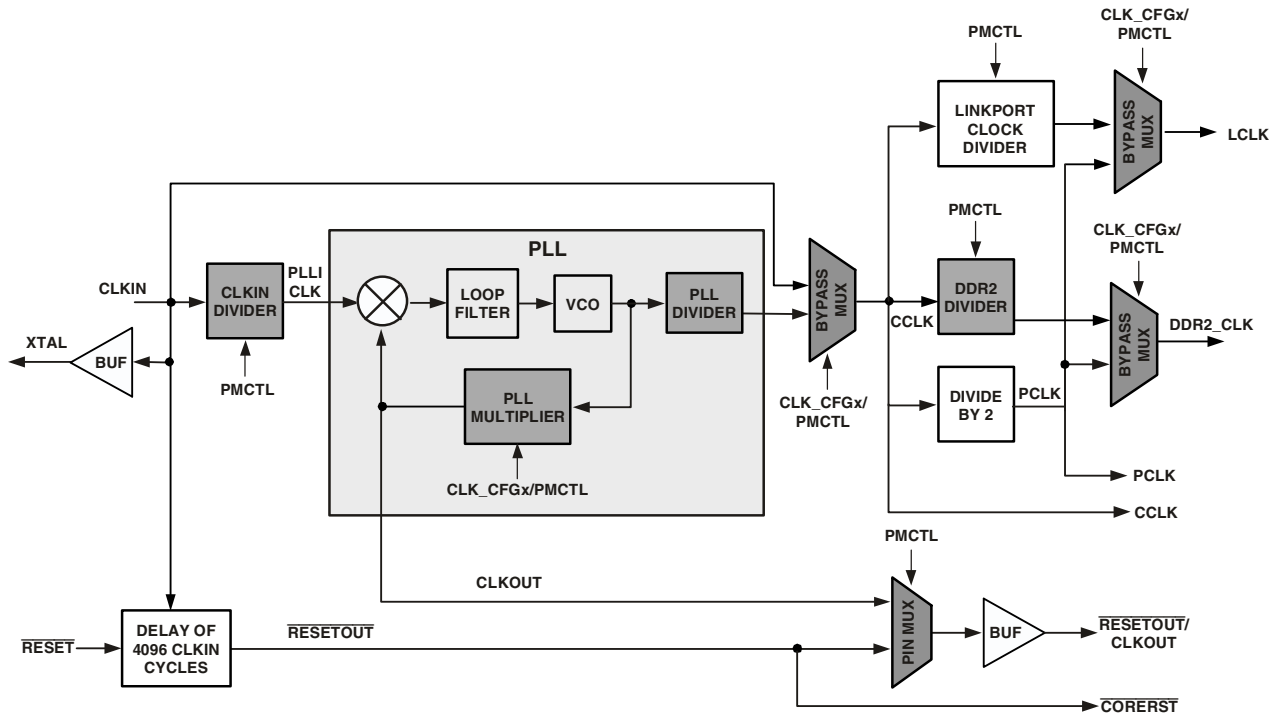 CLK_CFGx/
PMCTL
PMCTL
LINKPORT
CLOCK
DIVIDER
BYPASS
MUX
LCLK
PLL
PMCTL
CLK_CFGx/
PMCTL
CLKIN
CLKIN
DIVIDER
PLLI
CLK
LOOP
FILTER
VCO
PLL
DIVIDER
BYPASS
MUX
CCLK
DDR2
DIVIDER
BYPASS
MUX
DDR2_CLK
XTAL
BUF
PMCTL
PLL
MULTIPLIER
CLK_CFGx/PMCTL
CLK_CFGx/
PMCTL
DIVIDE
BY 2
PCLK
PCLK
CCLK
PMCTL
CLKOUT
RESET
DELAY OF
4096 CLKIN
CYCLES
RESETOUT
PIN MUX
BUF
RESETOUT/
CLKOUT
CORERST